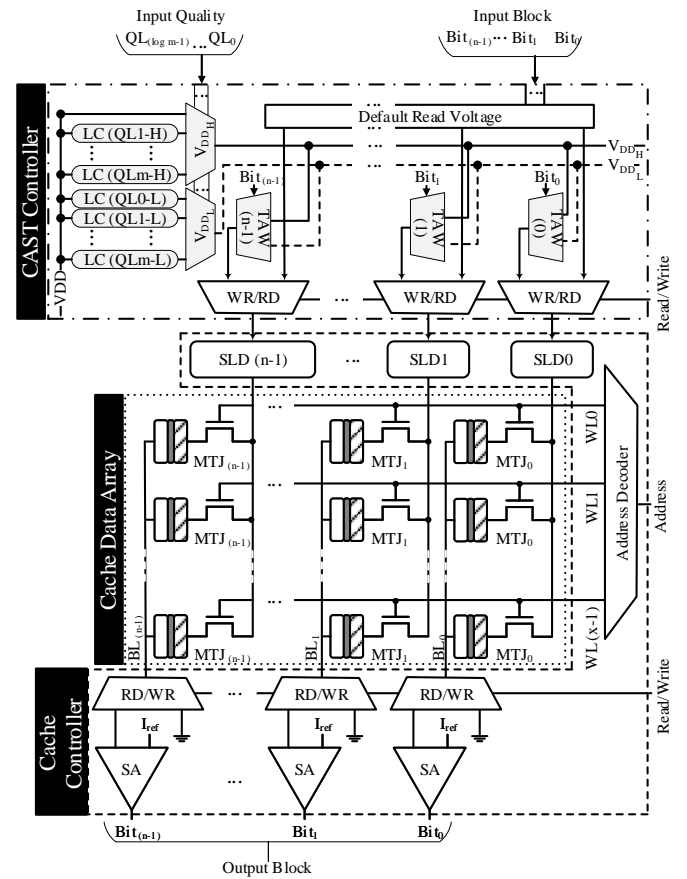 Input Quality
QL(log m-1) ... QL0
Input Block
Bit(n-1) ... Bit1 Bit0
CAST Controller
Default Read Voltage
LC (QL1-H)
LC (QLm-H)
LC (QL0-L)
LC (QL1-L)
LC (QLm-L)
VDD
VDD_H
VDD_L
VDD_H
VDD_L
Bit(n-1)
Bit1
Bit0
TAW (n-1)
TAW (1)
TAW (0)
WR/RD ... WR/RD WR/RD
Read/Write
SLD (n-1) ... SLD1 SLD0
Cache Data Array
WL0
MTJ(n-1) MTJ1 MTJ0
WL1
MTJ(n-1) MTJ1 MTJ0
WL(x-1)
MTJ(n-1) MTJ1 MTJ0
Address Decoder
Address
BL(n-1) BL1 BL0
Cache Controller
RD/WR ... RD/WR RD/WR
Read/Write
Iref Iref Iref
SA ... SA SA
Bit(n-1) Bit1 Bit0
Output Block